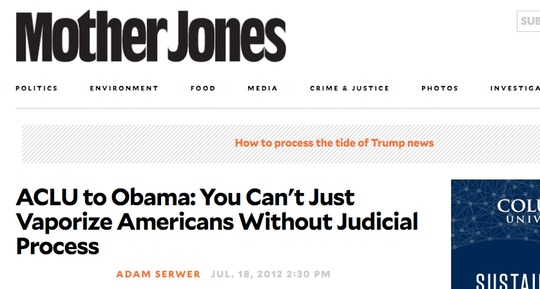 Mother Jones
SUB
POLITICS ENVIRONMENT FOOD MEDIA CRIME & JUSTICE PHOTOS INVESTIGA
How to process the tide of Trump news
ACLU to Obama: You Can't Just
Vaporize Americans Without Judicial
Process
ADAM SERWER JUL. 18, 2012 2:30 PM
COLU
UNIV
SUSTAIN